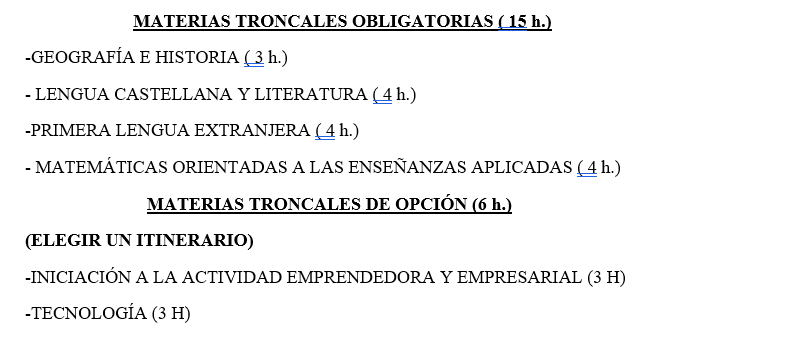 MATERIAS TRONCALES OBLIGATORIAS ( 15 h.)
-GEOGRAFÍA E HISTORIA ( 3 h.)
- LENGUA CASTELLANA Y LITERATURA ( 4 h.)
-PRIMERA LENGUA EXTRANJERA ( 4 h.)
- MATEMÁTICAS ORIENTADAS A LAS ENSEÑANZAS APLICADAS ( 4 h.)
MATERIAS TRONCALES DE OPCIÓN (6 h.)
(ELEGIR UN ITINERARIO)
-INICIACIÓN A LA ACTIVIDAD EMPRENDEDORA Y EMPRESARIAL (3 H)
-TECNOLOGÍA (3 H)